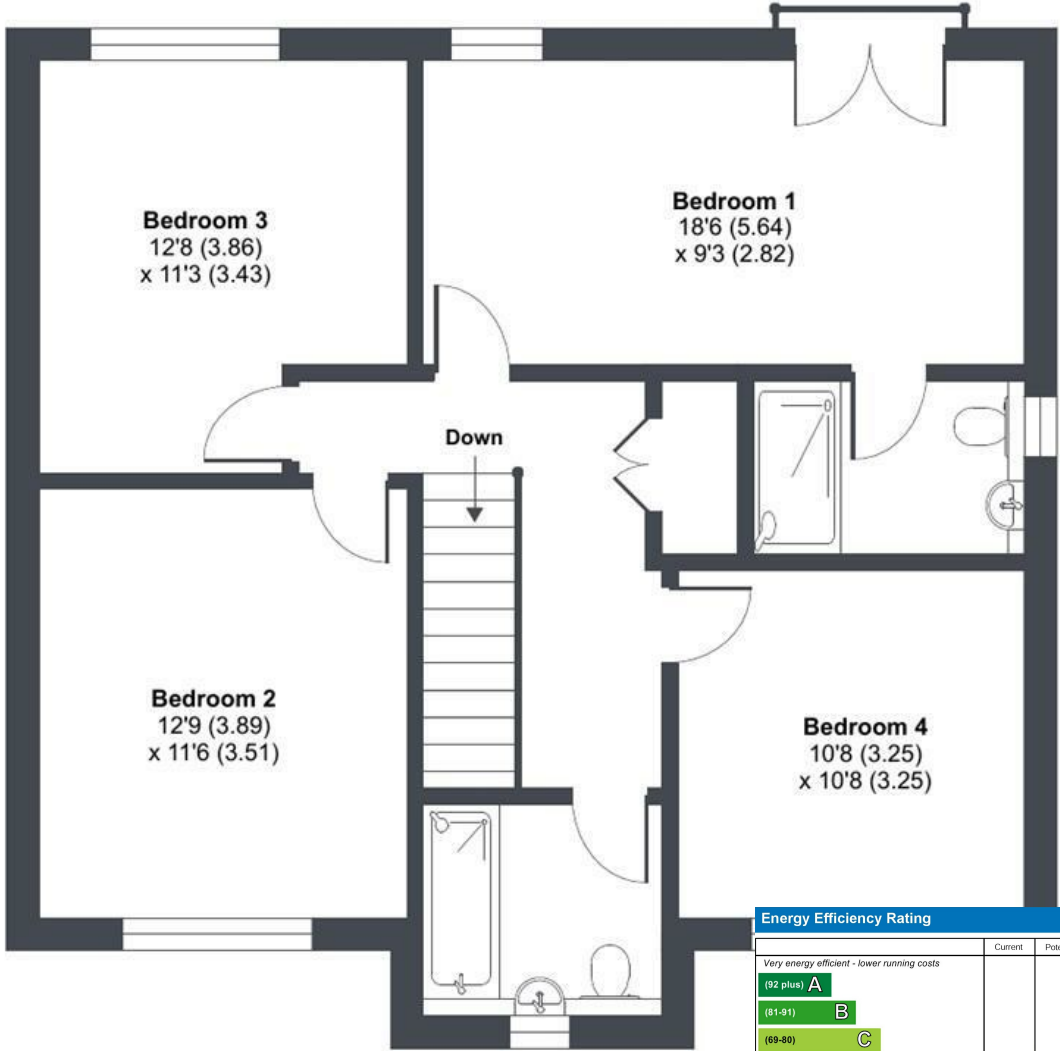 Bedroom 3
12'8 (3.86)
x 11'3 (3.43)
Bedroom 1
18'6 (5.64)
x 9'3 (2.82)
Down
Bedroom 2
12'9 (3.89)
x 11'6 (3.51)
Bedroom 4
10'8 (3.25)
x 10'8 (3.25)
Energy Efficiency Rating
Current
Very energy efficient - lower running costs
(92 plus) A
(81-91) B
(69-80) C